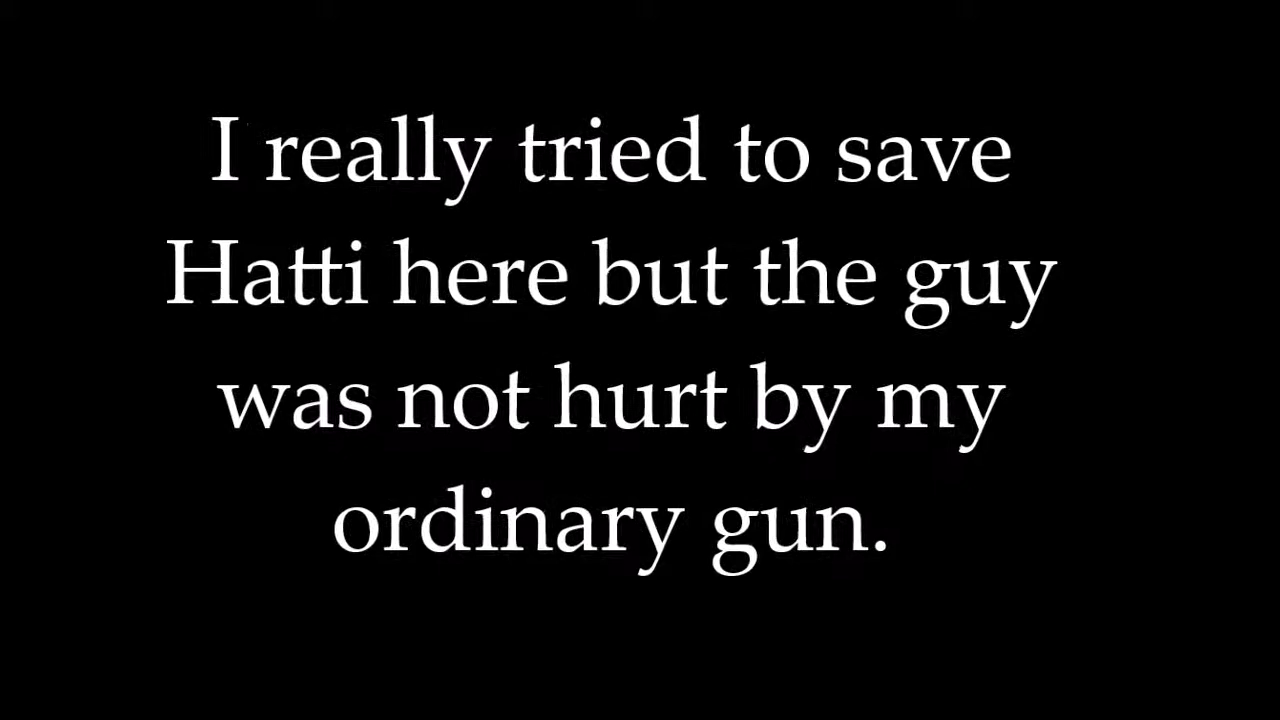 I really tried to save
Hatti here but the guy
was not hurt by my
ordinary gun.